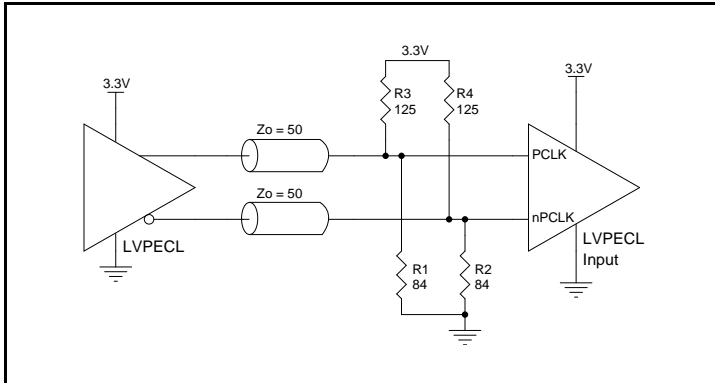 3.3V
3.3V
3.3V
R3
125
R4
125
Zo = 50
PCLK
Zo = 50
nPCLK
LVPECL
LVPECL
Input
R1
84
R2
84